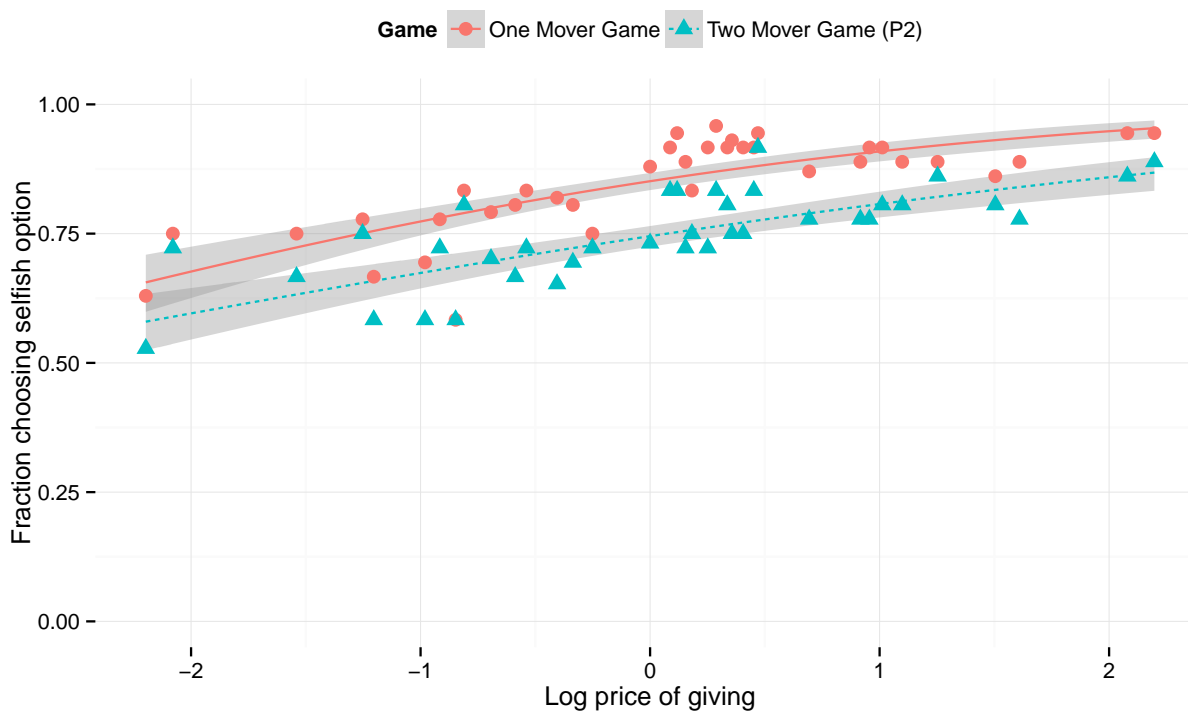 Game One Mover Game Two Mover Game (P2)
1.00
0.75
0.50
0.25
0.00
Fraction choosing selfish option
−2 −1 0 1 2
Log price of giving